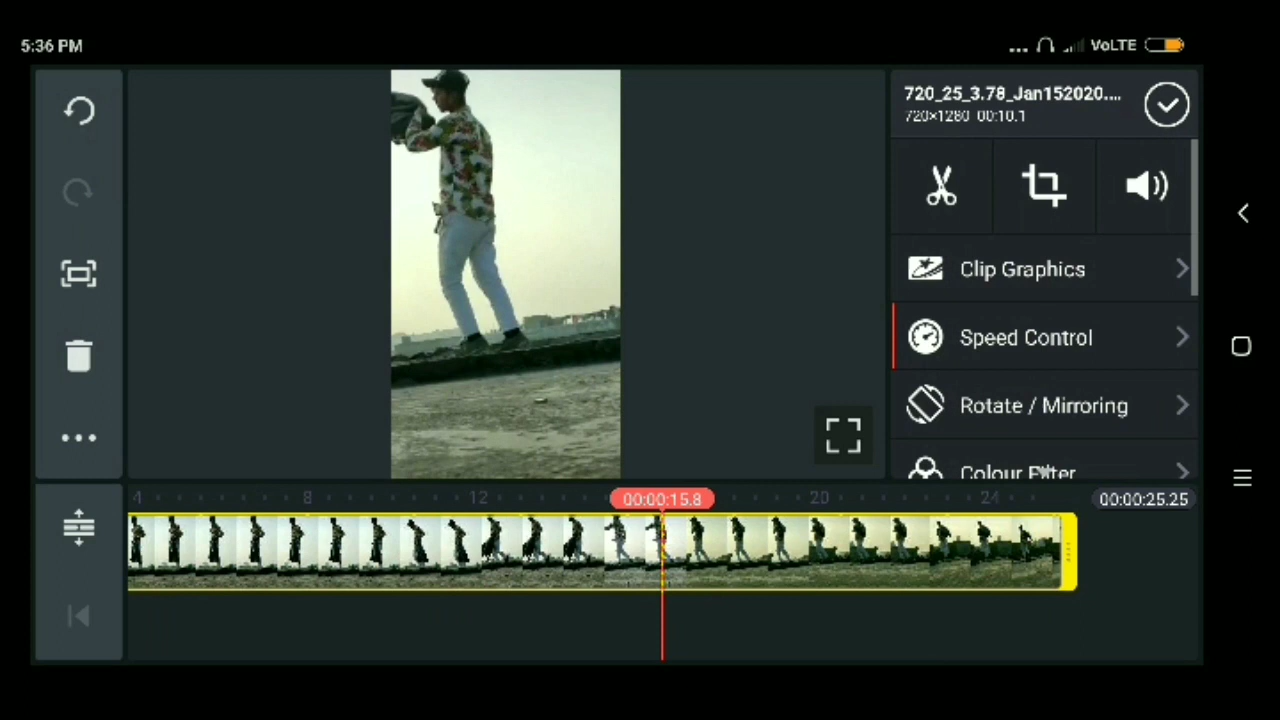 5:36 PM
VoLTE
720_25_3.78_Jan152020....
720×1280 00:10.1
Clip Graphics
Speed Control
Rotate / Mirroring
Colour Filter
4 8 12 00:00:15.8 20 24 00:00:25.25